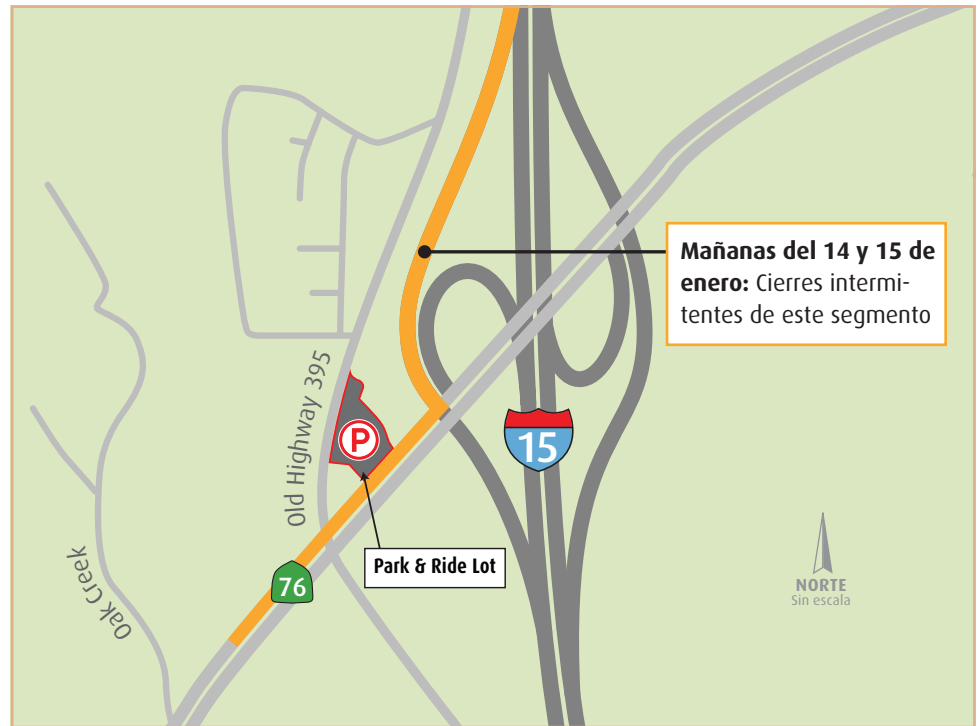 Mañanas del 14 y 15 de
enero: Cierres intermi-
tentes de este segmento
Old Highway 395
P
15
Park & Ride Lot
76
Oak Creek
NORTE
Sin escala